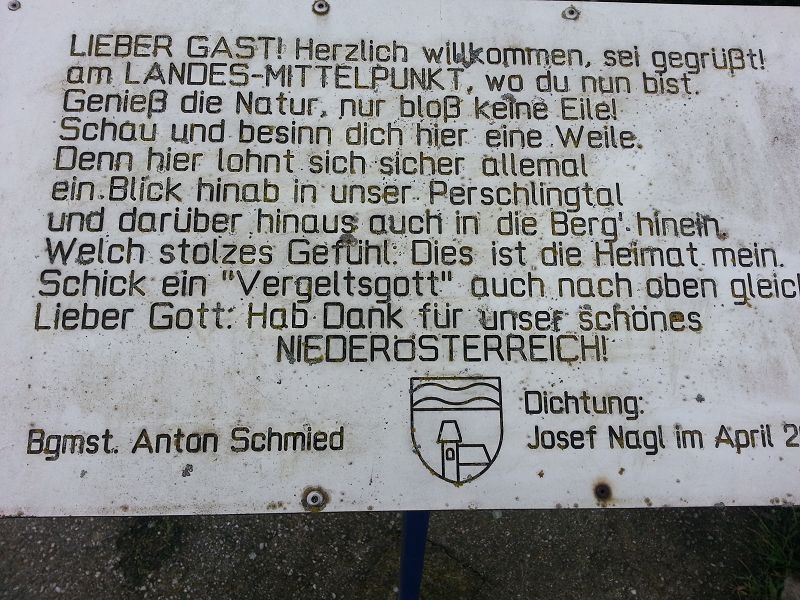 LIEBER GAST! Herzlich willkommen, sei gegrüßt!
am LANDES-MITTELPUNKT, wo du nun bist.
Genieß die Natur, nur bloß keine Eile!
Schau und besinn dich hier eine Weile.
Denn hier lohnt sich sicher allemal
ein Blick hinab in unser Perschlingtal
und darüber hinaus auch in die Berg' hinein.
Welch stolzes Gefühl: Dies ist die Heimat mein.
Schick ein "Vergeltsgott" auch nach oben gleich
Lieber Gott: Hab Dank für unser schönes
NIEDERÖSTERREICH!
Dichtung:
Bgmst. Anton Schmied
Josef Nagl im April